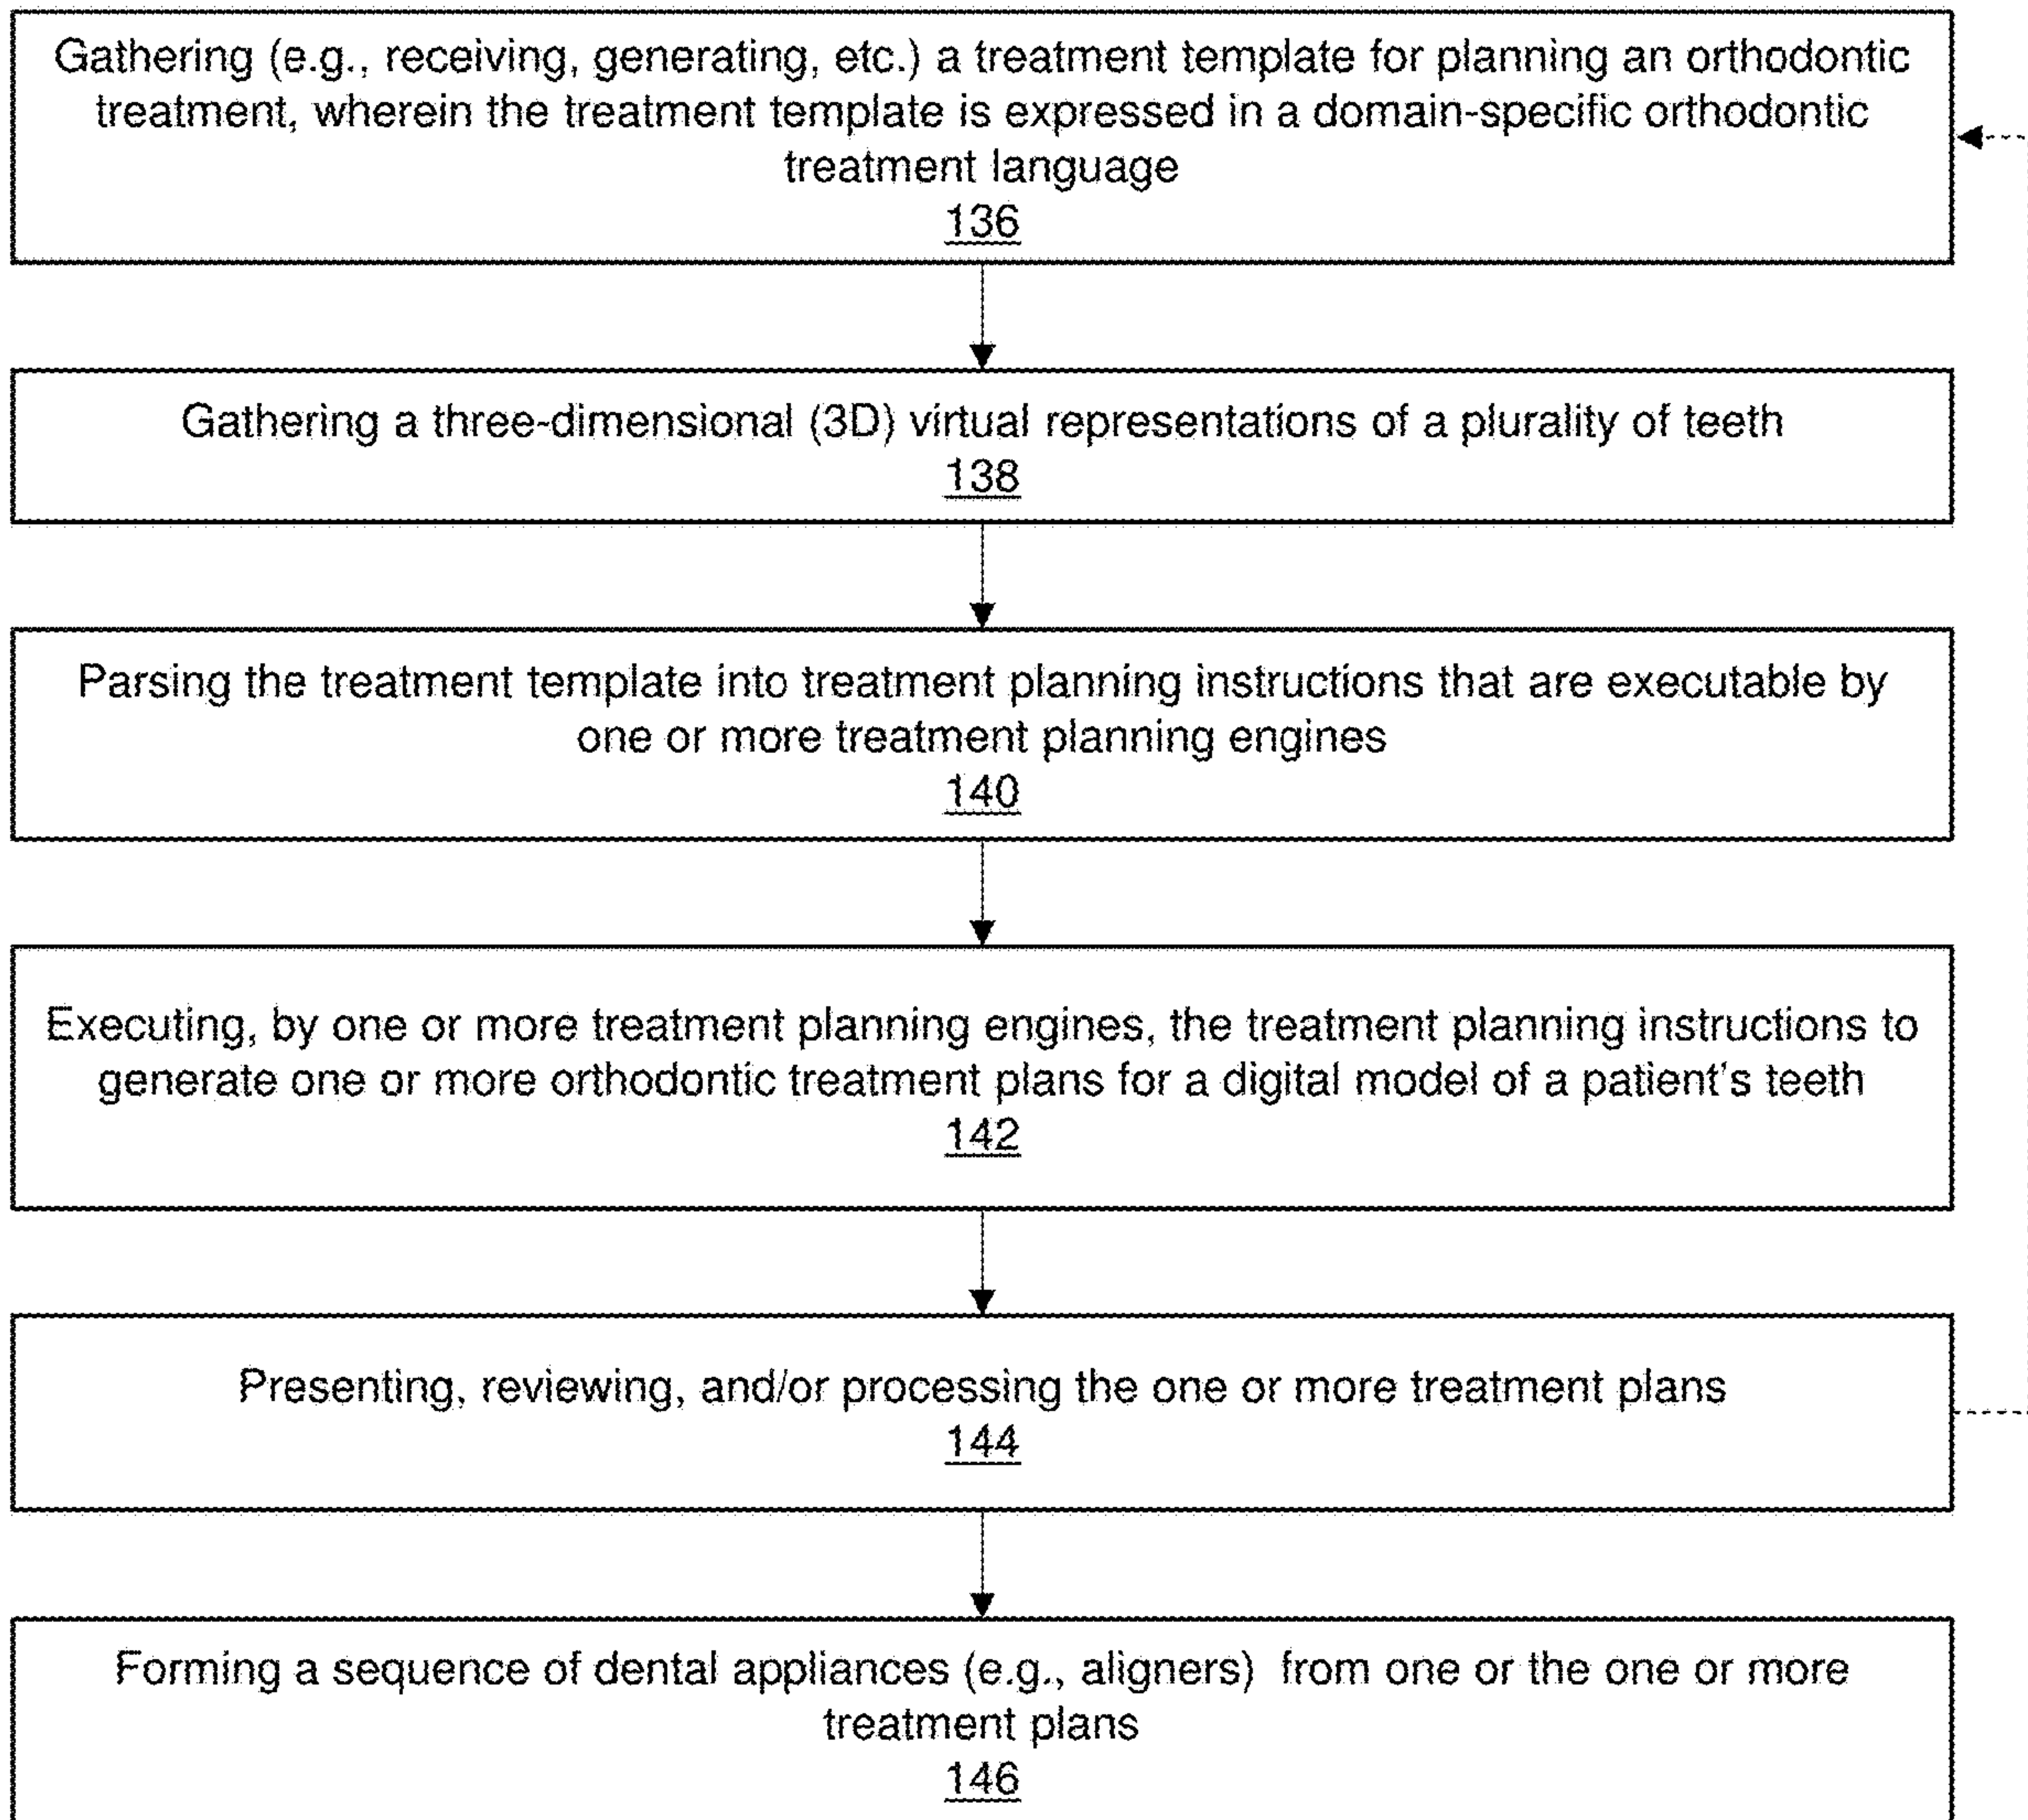 Gathering (e.g., receiving, generating, etc.) a treatment template for planning an orthodontic
treatment, wherein the treatment template is expressed in a domain-specific orthodontic
treatment language
136
Gathering a three-dimensional (3D) virtual representations of a plurality of teeth
138
Parsing the treatment template into treatment planning instructions that are executable by
one or more treatment planning engines
140
Executing, by one or more treatment planning engines, the treatment planning instructions to
generate one or more orthodontic treatment plans for a digital model of a patient's teeth
142
Presenting, reviewing, and/or processing the one or more treatment plans
144
Forming a sequence of dental appliances (e.g., aligners) from one or the one or more
treatment plans
146